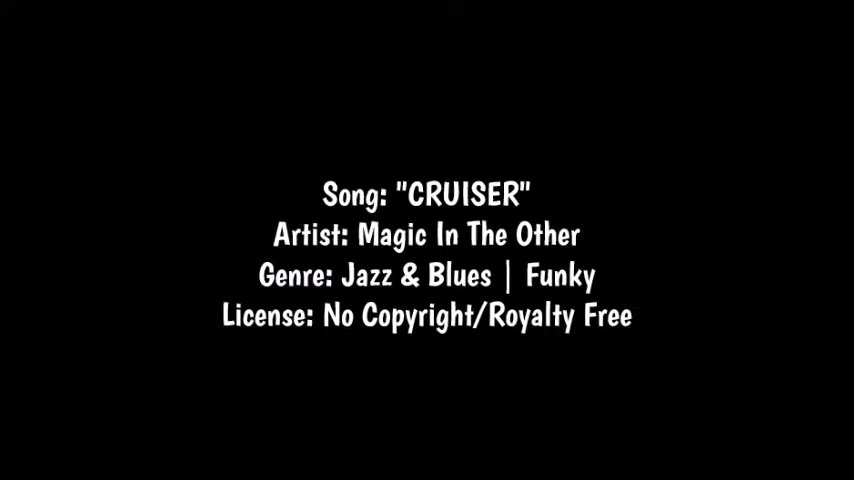 Song: "CRUISER"
Artist: Magic In The Other
Genre: Jazz & Blues | Funky
License: No Copyright/Royalty Free